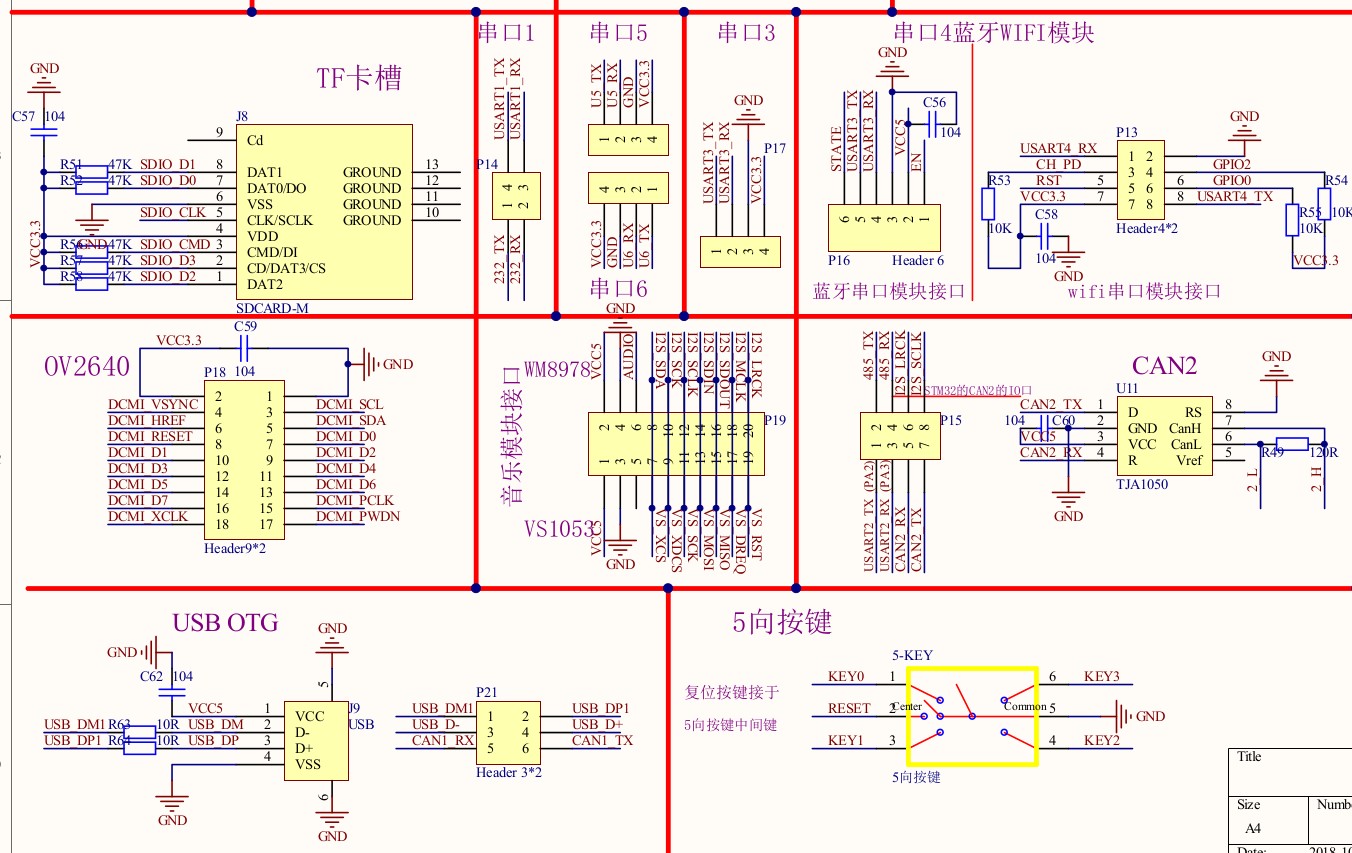 TF卡槽
GND
C57 104
J8
9 Cd
R51 47K SDIO_D1 8 DAT1 GROUND 13
R52 47K SDIO_D0 7 DAT0/DO GROUND 12
6 VSS GROUND 11
SDIO_CLK 5 CLK/SCLK GROUND 10
GND
4 VDD
VCC3.3
R56 47K SDIO_CMD 3 CMD/DI
R57 47K SDIO_D3 2 CD/DAT3/CS
R58 47K SDIO_D2 1 DAT2
SDCARD-M
串口1
USART1_TX
USART1_RX
P14
4 3
1 2
232_TX
232_RX
串口5
U5_TX
U5_RX
GND
VCC3.3
1 2 3 4
4 3 2 1
VCC3.3
GND
U6_RX
U6_TX
串口6
串口3
GND
USART3_TX
USART3_RX
VCC3.3
P17
1 2 3 4
串口4蓝牙WIFI模块
GND
STATE
USART3_TX
USART3_RX
VCC5
EN
C56
104
6 5 4 3 2 1
P16 Header 6
蓝牙串口模块接口
P13
GND
USART4_RX 1 2
CH_PD 3 4 GPIO2
RST 5 5 6 6 GPIO0
VCC3.3 7 7 8 8 USART4_TX
Header4*2
R53
10K
C58
104
GND
R54
10K
R55
10K
VCC3.3
wifi串口模块接口
OV2640
VCC3.3
C59
104
GND
P18
2 1
DCMI_VSYNC 4 3 DCMI_SCL
DCMI_HREF 6 5 DCMI_SDA
DCMI_RESET 8 7 DCMI_D0
DCMI_D1 10 9 DCMI_D2
DCMI_D3 12 11 DCMI_D4
DCMI_D5 14 13 DCMI_D6
DCMI_D7 16 15 DCMI_PCLK
DCMI_XCLK 18 17 DCMI_PWDN
Header9*2
音乐模块接口
WM8978
VS1053
GND
VCC5
AUDIO
I2S_SDA
I2S_SCK
I2S_SCLK
I2S_SDIN
I2S_SDOUT
I2S_MCLK
I2S_LRCK
P19
2 4 6 8 10 12 14 16 18 20
1 3 5 7 9 11 13 15 17 19
VCC5
GND
VS_XCS
VS_XDCS
VS_SCK
VS_MOSI
VS_MISO
VS_DREQ
VS_RST
485_TX
485_RX
I2S_LRCK
I2S_SCLK
STM32的CAN2的IO口
P15
2 4 6 8
1 3 5 7
USART2_TX (PA2)
USART2_RX (PA3)
CAN2_RX
CAN2_TX
CAN2
U11
GND
CAN2_TX 1 D RS 8
104 C60 2 GND CanH 7
VCC5 3 VCC CanL 6
CAN2_RX 4 R Vref 5
TJA1050
GND
R49 120R
2_L
2_H
USB OTG
GND
C62 104
GND
5
VCC5 1 VCC
J9
USB
USB_DM1 R63 10R USB_DM 2 D-
USB_DP1 R64 10R USB_DP 3 D+
4 VSS
6
GND
GND
P21
USB_DM1 1 2 USB_DP1
USB_D- 3 4 USB_D+
CAN1_RX 5 6 CAN1_TX
Header 3*2
5向按键
复位按键接于
5向按键中间键
5-KEY
KEY0 1 6 KEY3
RESET 2 Center Common 5 GND
KEY1 3 4 KEY2
5向按键
Title
Size
A4
Date: